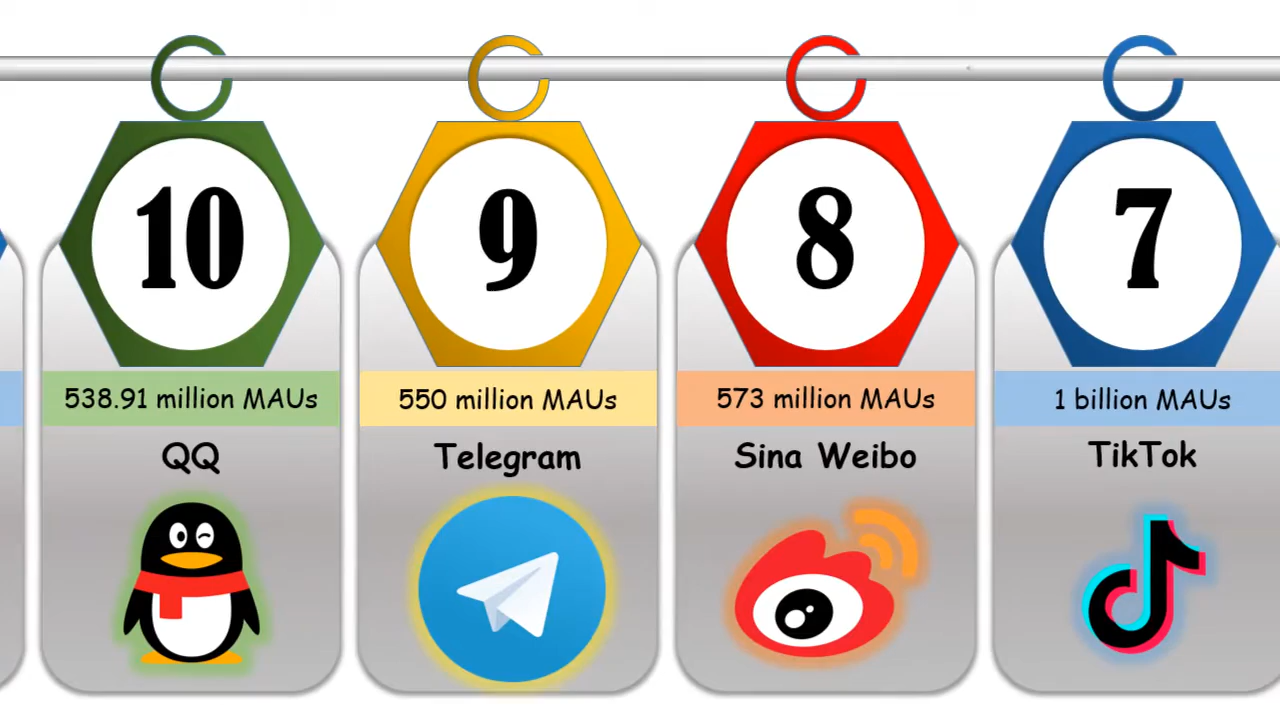 10
538.91 million MAUs
QQ
9
550 million MAUs
Telegram
8
573 million MAUs
Sina Weibo
7
1 billion MAUs
TikTok